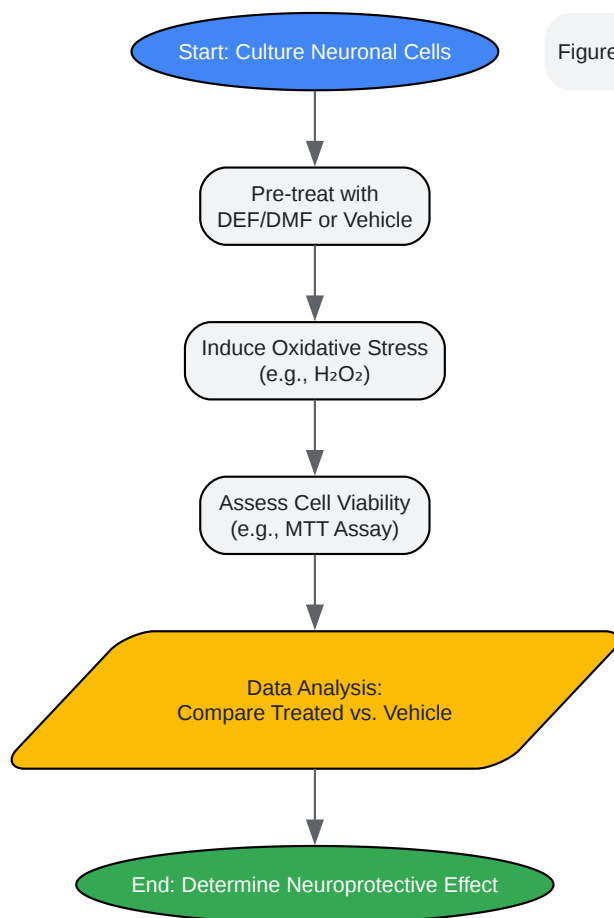 Start: Culture Neuronal Cells
Figure
Pre-treat with
DEF/DMF or Vehicle
Induce Oxidative Stress
(e.g., H₂O₂)
Assess Cell Viability
(e.g., MTT Assay)
Data Analysis:
Compare Treated vs. Vehicle
End: Determine Neuroprotective Effect